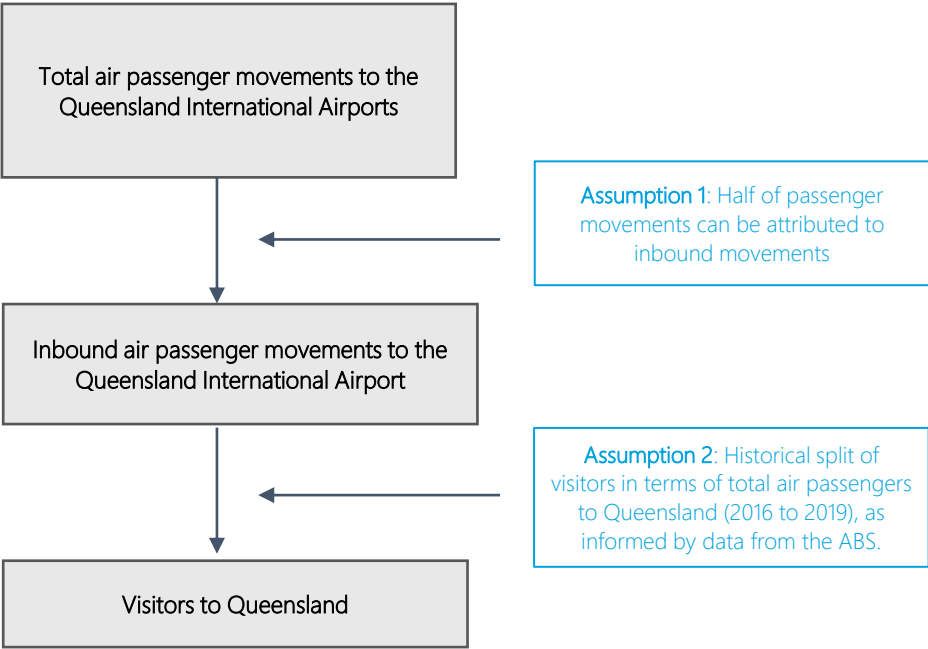 Total air passenger movements to the
Queensland International Airports
Assumption 1: Half of passenger
movements can be attributed to
inbound movements
Inbound air passenger movements to the
Queensland International Airport
Assumption 2: Historical split of
visitors in terms of total air passengers
to Queensland (2016 to 2019), as
informed by data from the ABS.
Visitors to Queensland